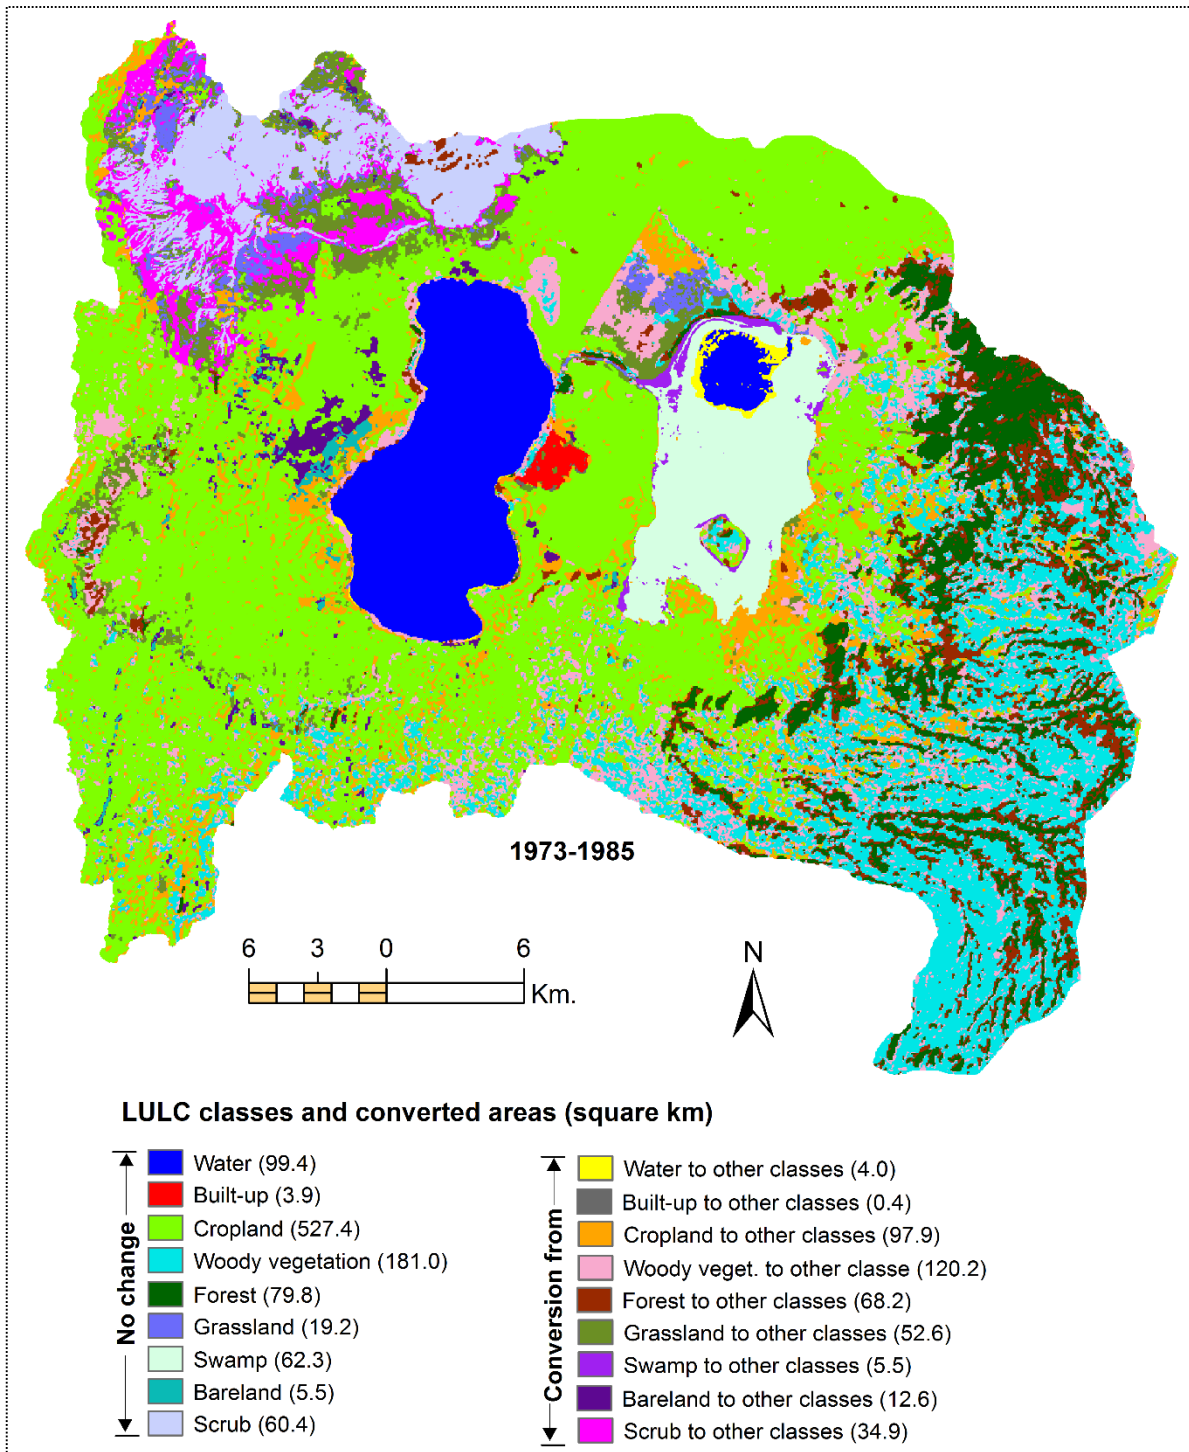 1973-1985
6 3 0 6
Km.
N
LULC classes and converted areas (square km)
No change
Water (99.4)
Built-up (3.9)
Cropland (527.4)
Woody vegetation (181.0)
Forest (79.8)
Grassland (19.2)
Swamp (62.3)
Bareland (5.5)
Scrub (60.4)
Conversion from
Water to other classes (4.0)
Built-up to other classes (0.4)
Cropland to other classes (97.9)
Woody veget. to other classe (120.2)
Forest to other classes (68.2)
Grassland to other classes (52.6)
Swamp to other classes (5.5)
Bareland to other classes (12.6)
Scrub to other classes (34.9)